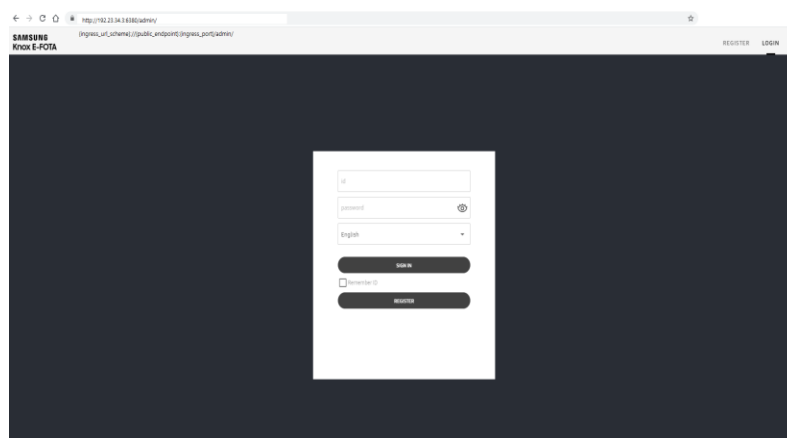 http://192.23.34.3:6380/admin/
SAMSUNG
Knox E-FOTA
{ingress_url_scheme}://{public_endpoint}:{ingress_port}/admin/
REGISTER LOGIN
id
password
English
SIGN IN
Remember ID
REGISTER